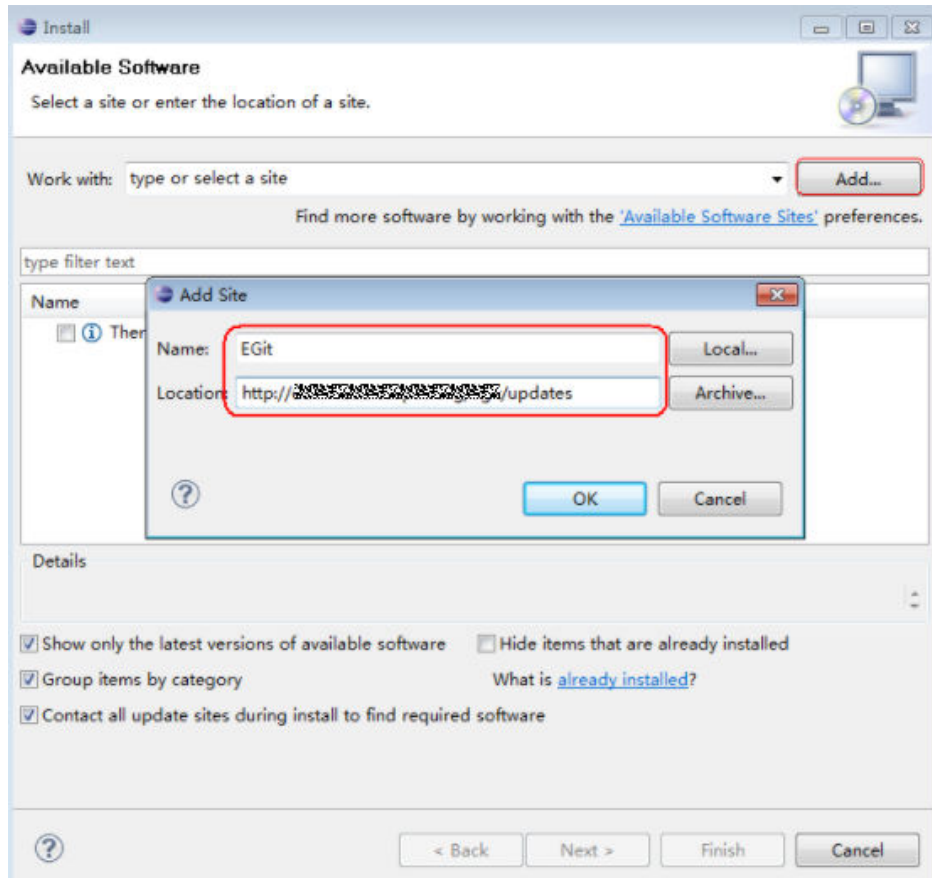 Install
Available Software
Select a site or enter the location of a site.
Work with: type or select a site Add...
Find more software by working with the 'Available Software Sites' preferences.
type filter text
Name
Ther
Add Site
Name: EGit Local...
Location: http:// /updates Archive...
OK Cancel
Details
Show only the latest versions of available software Hide items that are already installed
Group items by category What is already installed?
Contact all update sites during install to find required software
< Back Next > Finish Cancel